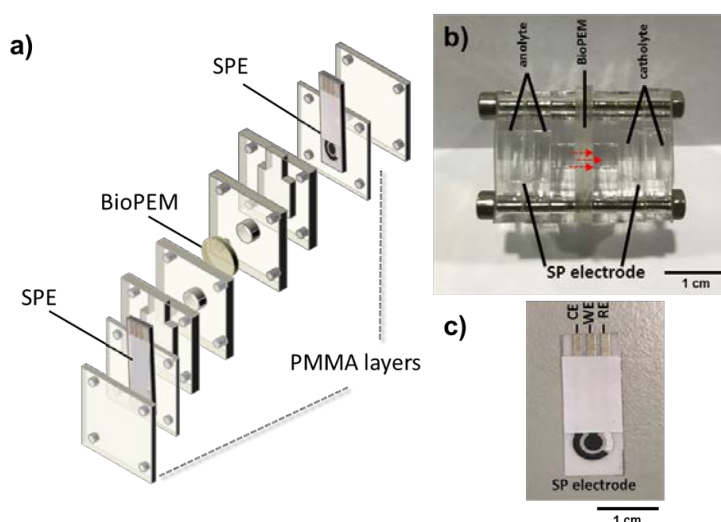 a)
SPE
BioPEM
SPE
PMMA layers
b)
anolyte
BioPEM
catholyte
SP electrode
1 cm
c)
CE
WE
RE
SP electrode
1 cm